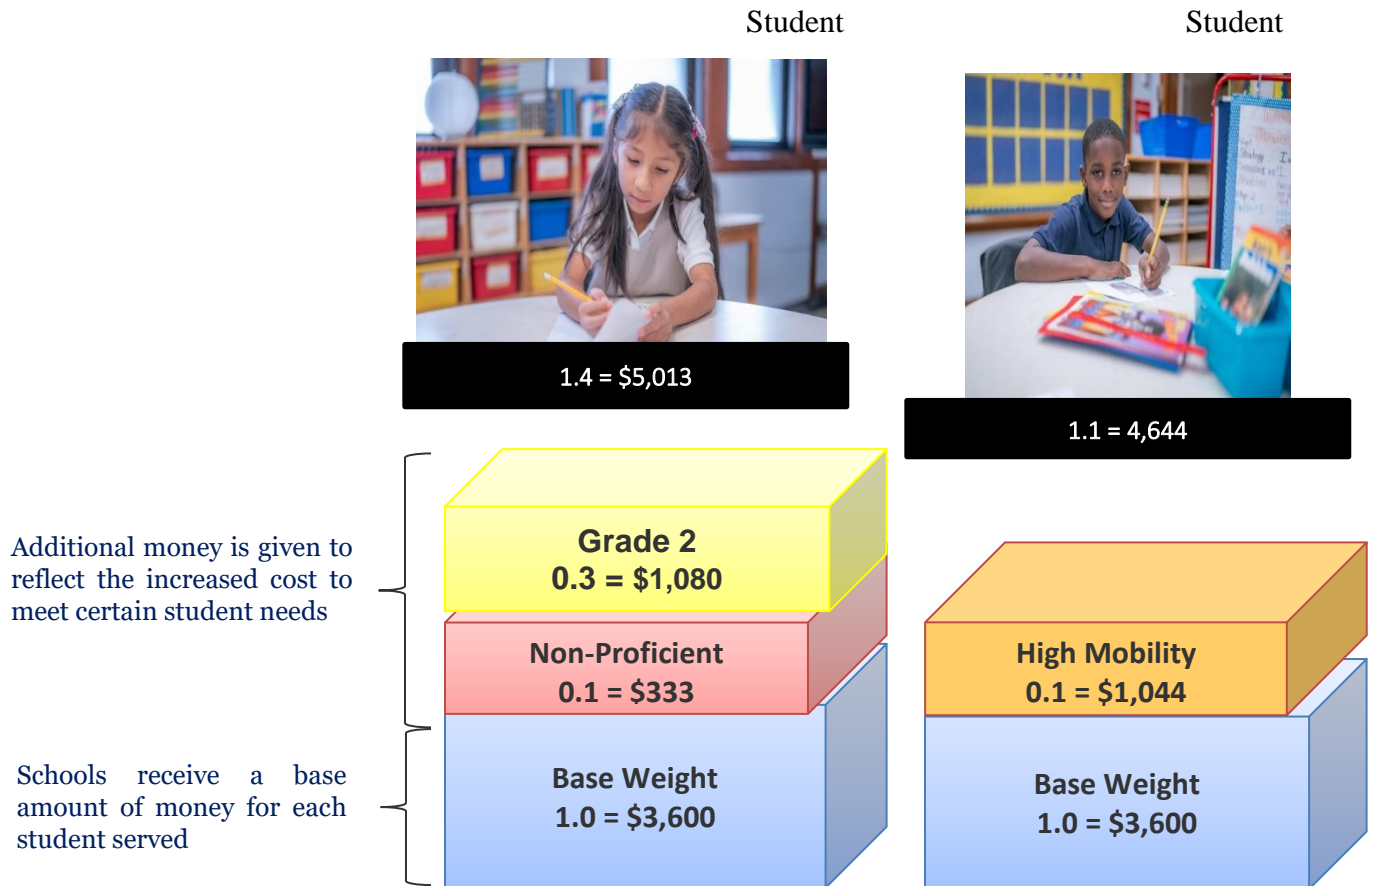 Student
Student
1.4 = $5,013
1.1 = 4,644
Additional money is given to
reflect the increased cost to
meet certain student needs
Grade 2
0.3 = $1,080
Non-Proficient
0.1 = $333
High Mobility
0.1 = $1,044
Schools receive a base
amount of money for each
student served
Base Weight
1.0 = $3,600
Base Weight
1.0 = $3,600